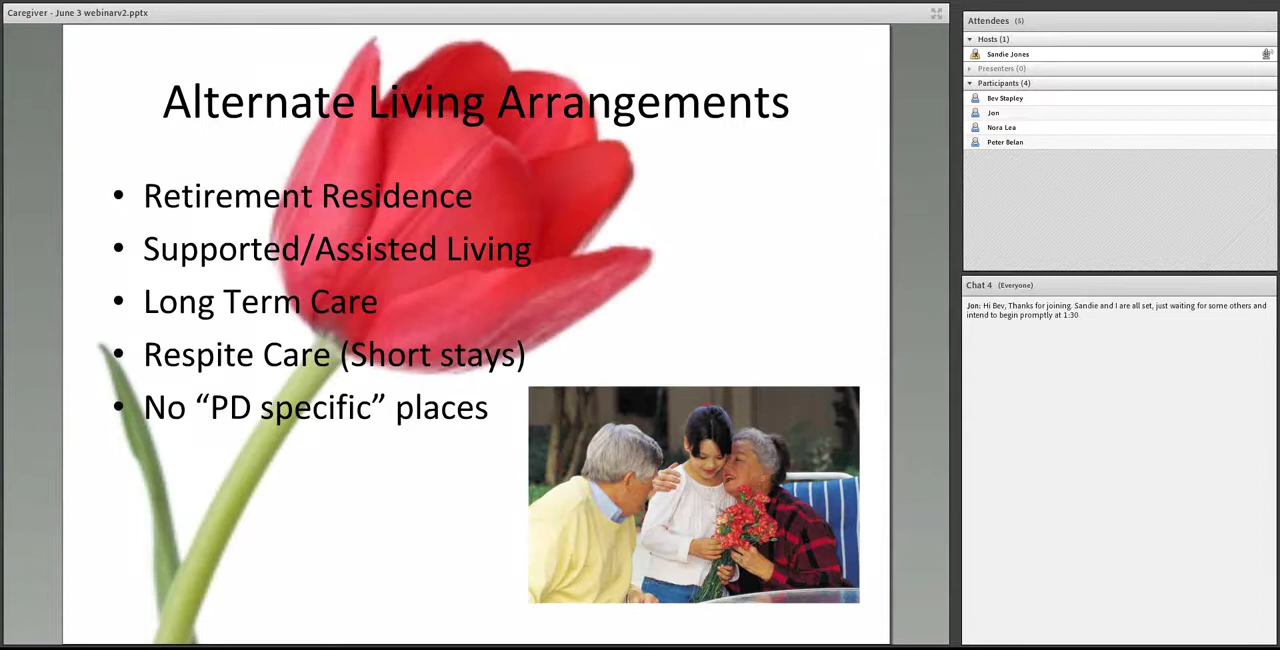 Caregiver - June 3 webinarv2.pptx
Alternate Living Arrangements
• Retirement Residence
• Supported/Assisted Living
• Long Term Care
• Respite Care (Short stays)
• No “PD specific” places
Attendees (5)
Hosts (1)
Sandie Jones
Presenters (0)
Participants (4)
Bev Stapley
Jon
Nora Lea
Peter Belan
Chat 4 (Everyone)
Jon: Hi Bev, Thanks for joining. Sandie and I are all set, just waiting for some others and
intend to begin promptly at 1:30